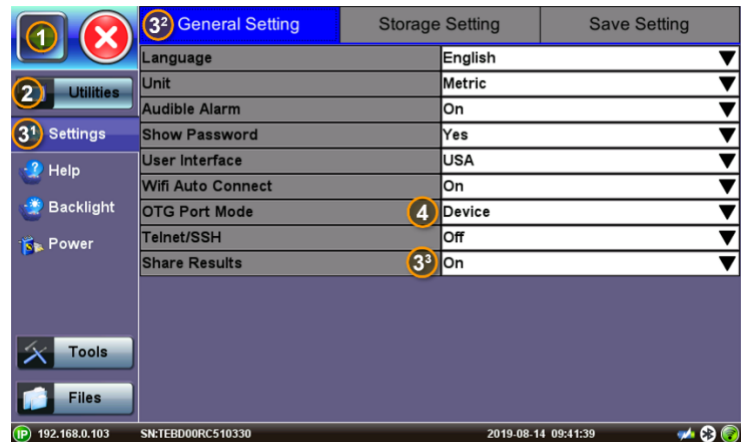 1
3² General Setting Storage Setting Save Setting
Language English
2 Utilities
Unit Metric
Audible Alarm On
3¹ Settings
Show Password Yes
User Interface USA
Help
Wifi Auto Connect On
Backlight
OTG Port Mode 4 Device
Telnet/SSH Off
Power
Share Results 3³ On
Tools
Files
IP 192.168.0.103 SN:TEBD00RC510330 2019-08-14 09:41:39